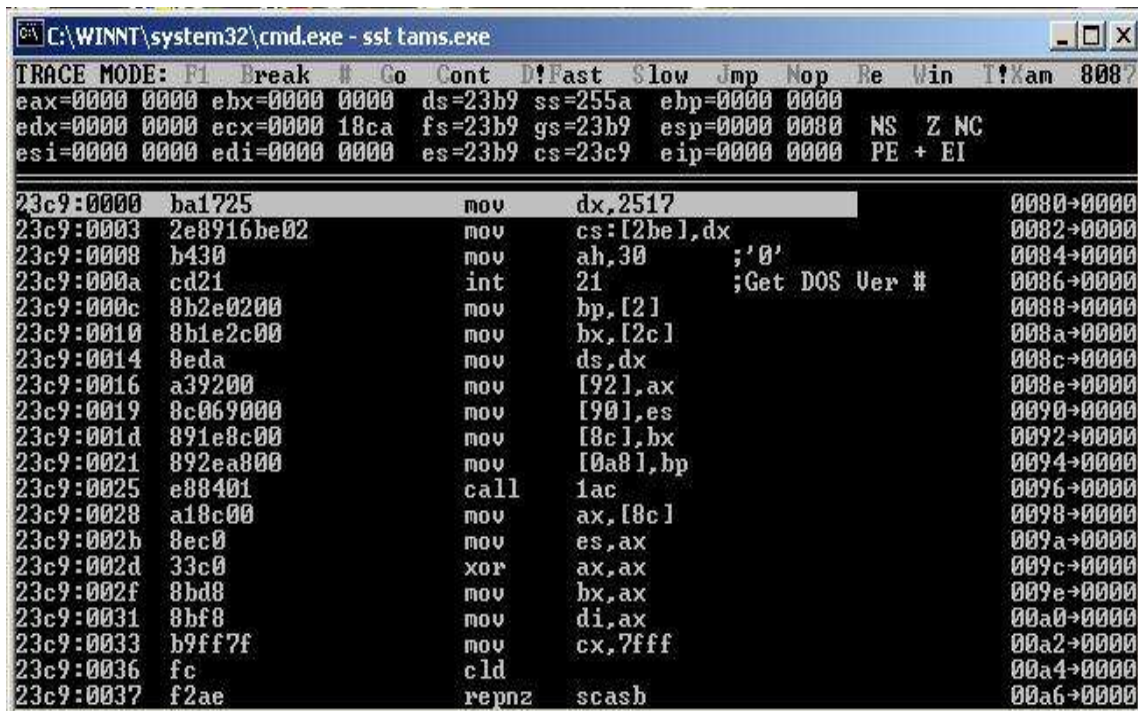 C:\WINNT\system32\cmd.exe - sst tams.exe
TRACE MODE: F1 Break # Go Cont D!Fast Slow Jmp Nop Re Win T!Xam 8087
eax=0000 0000 ebx=0000 0000 ds=23b9 ss=255a ebp=0000 0000
edx=0000 0000 ecx=0000 18ca fs=23b9 gs=23b9 esp=0000 0080 NS Z NC
esi=0000 0000 edi=0000 0000 es=23b9 cs=23c9 eip=0000 0000 PE + EI
23c9:0000 ba1725 mov dx,2517 0080→0000
23c9:0003 2e8916be02 mov cs:[2be],dx 0082→0000
23c9:0008 b430 mov ah,30 ;'0' 0084→0000
23c9:000a cd21 int 21 ;Get DOS Ver # 0086→0000
23c9:000c 8b2e0200 mov bp,[2] 0088→0000
23c9:0010 8b1e2c00 mov bx,[2c] 008a→0000
23c9:0014 8eda mov ds,dx 008c→0000
23c9:0016 a39200 mov [92],ax 008e→0000
23c9:0019 8c069000 mov [90],es 0090→0000
23c9:001d 891e8c00 mov [8c],bx 0092→0000
23c9:0021 892ea800 mov [0a8],bp 0094→0000
23c9:0025 e88401 call 1ac 0096→0000
23c9:0028 a18c00 mov ax,[8c] 0098→0000
23c9:002b 8ec0 mov es,ax 009a→0000
23c9:002d 33c0 xor ax,ax 009c→0000
23c9:002f 8bd8 mov bx,ax 009e→0000
23c9:0031 8bf8 mov di,ax 00a0→0000
23c9:0033 b9ff7f mov cx,7fff 00a2→0000
23c9:0036 fc cld 00a4→0000
23c9:0037 f2ae repnz scasb 00a6→0000